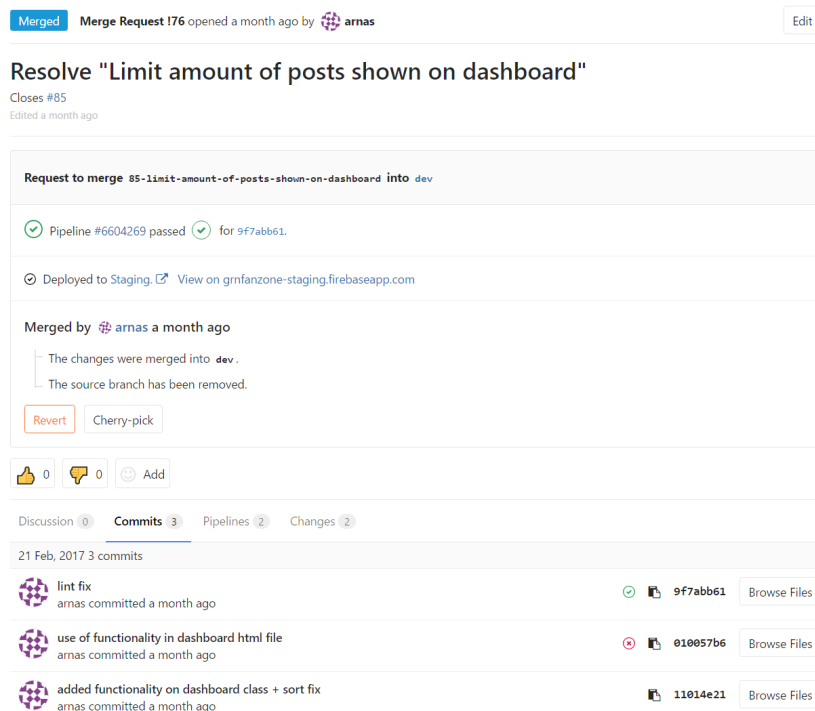 Merged Merge Request !76 opened a month ago by arnas Edit
Resolve "Limit amount of posts shown on dashboard"
Closes #85
Edited a month ago
Request to merge 85-limit-amount-of-posts-shown-on-dashboard into dev
Pipeline #6604269 passed for 9f7abb61.
Deployed to Staging. View on grnfanzone-staging.firebaseapp.com
Merged by arnas a month ago
The changes were merged into dev.
The source branch has been removed.
Revert Cherry-pick
0 0 Add
Discussion 0 Commits 3 Pipelines 2 Changes 2
21 Feb, 2017 3 commits
lint fix
arnas committed a month ago
9f7abb61 Browse Files
use of functionality in dashboard html file
arnas committed a month ago
010057b6 Browse Files
added functionality on dashboard class + sort fix
arnas committed a month ago
11014e21 Browse Files